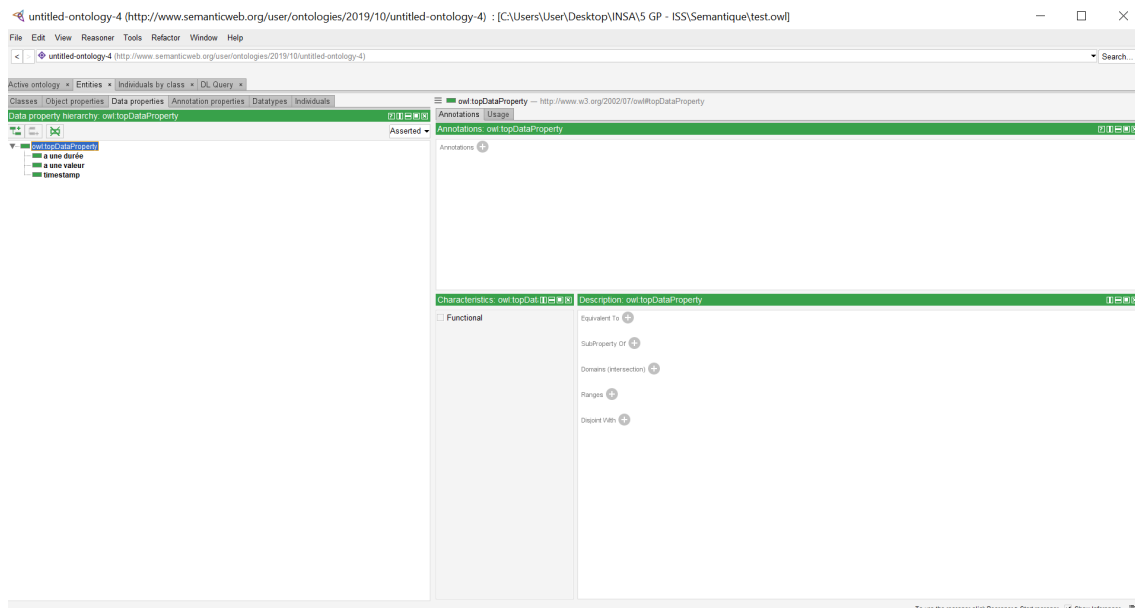 untitled-ontology-4 (http://www.semanticweb.org/user/ontologies/2019/10/untitled-ontology-4) : [C:\Users\User\Desktop\INSA\5 GP - ISS\Semantique\test.owl]
File Edit View Reasoner Tools Refactor Window Help
< > untitled-ontology-4 (http://www.semanticweb.org/user/ontologies/2019/10/untitled-ontology-4) Search...
Active ontology × Entities × Individuals by class × DL Query ×
Classes Object properties Data properties Annotation properties Datatypes Individuals
Data property hierarchy: owl:topDataProperty
Asserted
owl:topDataProperty
a une durée
a une valeur
timestamp
owl:topDataProperty — http://www.w3.org/2002/07/owl#topDataProperty
Annotations Usage
Annotations: owl:topDataProperty
Annotations
Characteristics: owl:topDat
Functional
Description: owl:topDataProperty
Equivalent To
SubProperty Of
Domains (intersection)
Ranges
Disjoint With